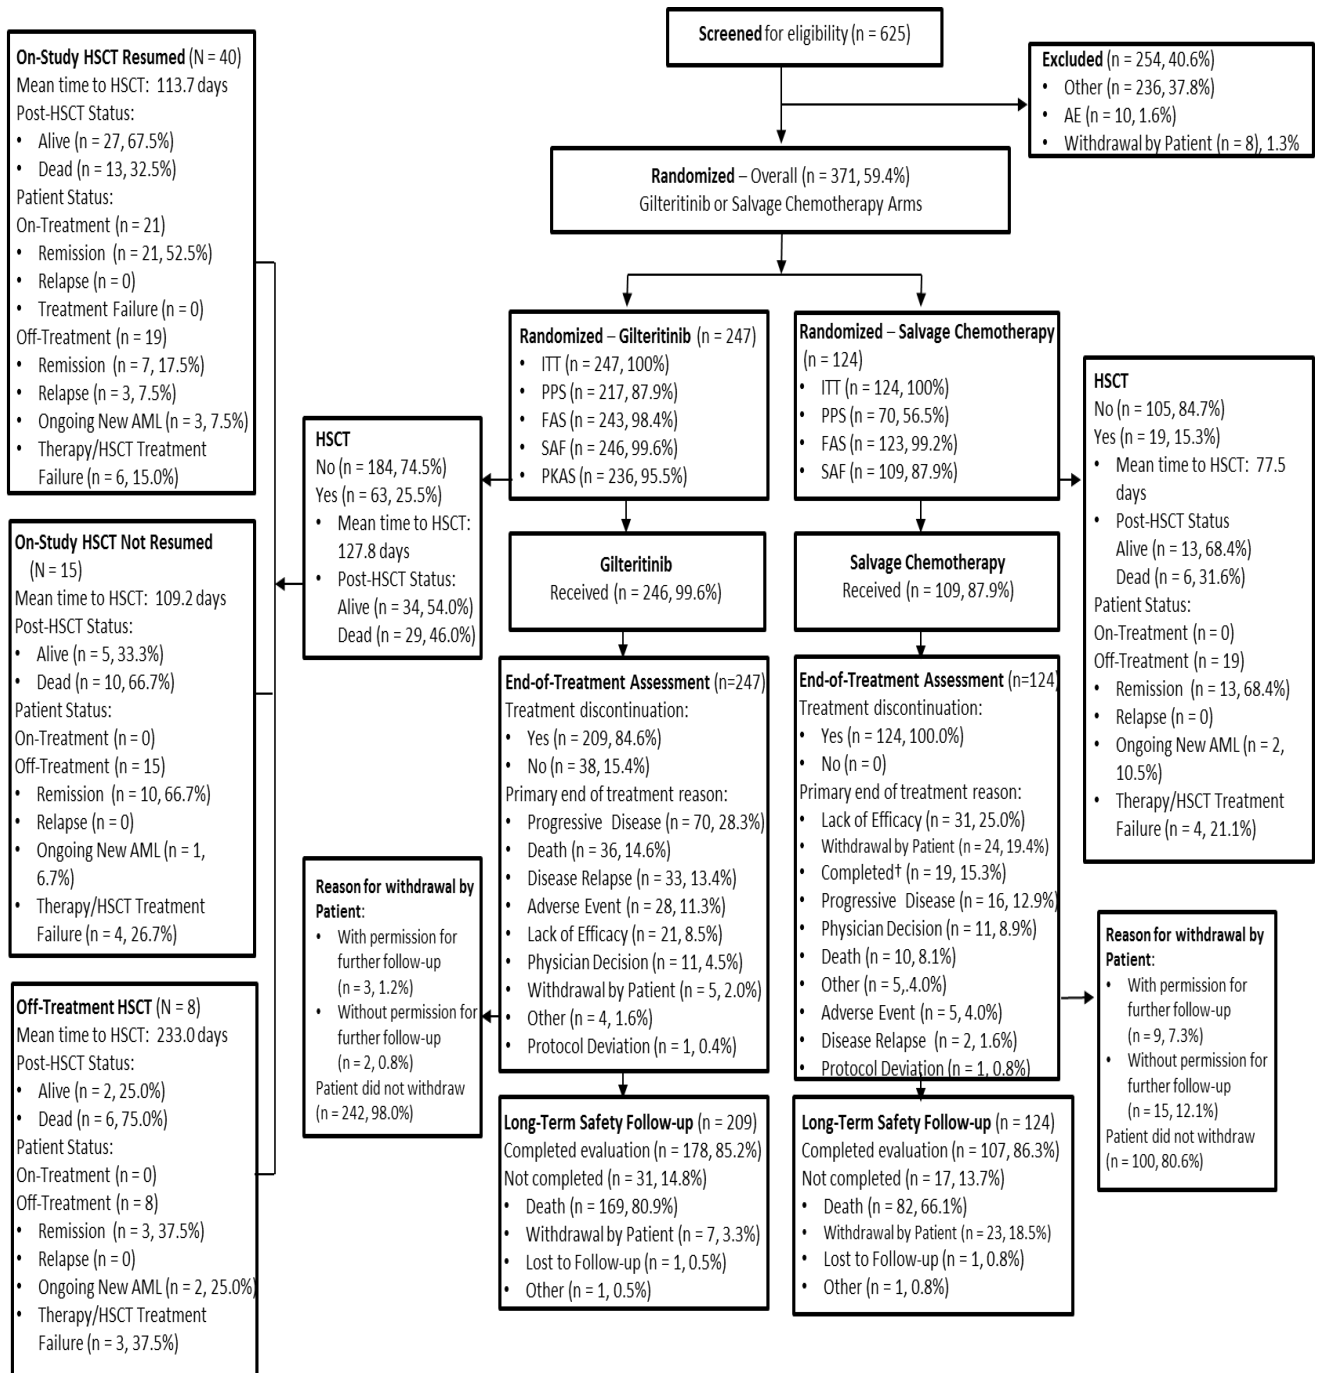 Screened for eligibility (n = 625)
Excluded (n = 254, 40.6%)
• Other (n = 236, 37.8%)
• AE (n = 10, 1.6%)
• Withdrawal by Patient (n = 8), 1.3%
Randomized – Overall (n = 371, 59.4%)
Gilteritinib or Salvage Chemotherapy Arms
On-Study HSCT Resumed (N = 40)
Mean time to HSCT: 113.7 days
Post-HSCT Status:
• Alive (n = 27, 67.5%)
• Dead (n = 13, 32.5%)
Patient Status:
On-Treatment (n = 21)
• Remission (n = 21, 52.5%)
• Relapse (n = 0)
• Treatment Failure (n = 0)
Off-Treatment (n = 19)
• Remission (n = 7, 17.5%)
• Relapse (n = 3, 7.5%)
• Ongoing New AML (n = 3, 7.5%)
• Therapy/HSCT Treatment
Failure (n = 6, 15.0%)
On-Study HSCT Not Resumed
(N = 15)
Mean time to HSCT: 109.2 days
Post-HSCT Status:
• Alive (n = 5, 33.3%)
• Dead (n = 10, 66.7%)
Patient Status:
On-Treatment (n = 0)
Off-Treatment (n = 15)
• Remission (n = 10, 66.7%)
• Relapse (n = 0)
• Ongoing New AML (n = 1,
6.7%)
• Therapy/HSCT Treatment
Failure (n = 4, 26.7%)
Off-Treatment HSCT (N = 8)
Mean time to HSCT: 233.0 days
Post-HSCT Status:
• Alive (n = 2, 25.0%)
• Dead (n = 6, 75.0%)
Patient Status:
On-Treatment (n = 0)
Off-Treatment (n = 8)
• Remission (n = 3, 37.5%)
• Relapse (n = 0)
• Ongoing New AML (n = 2, 25.0%)
• Therapy/HSCT Treatment
Failure (n = 3, 37.5%)
HSCT
No (n = 184, 74.5%)
Yes (n = 63, 25.5%)
• Mean time to HSCT:
127.8 days
• Post-HSCT Status:
Alive (n = 34, 54.0%)
Dead (n = 29, 46.0%)
Reason for withdrawal by
Patient:
• With permission for
further follow-up
(n = 3, 1.2%)
• Without permission for
further follow-up
(n = 2, 0.8%)
Patient did not withdraw
(n = 242, 98.0%)
Randomized – Gilteritinib (n = 247)
• ITT (n = 247, 100%)
• PPS (n = 217, 87.9%)
• FAS (n = 243, 98.4%)
• SAF (n = 246, 99.6%)
• PKAS (n = 236, 95.5%)
Gilteritinib
Received (n = 246, 99.6%)
End-of-Treatment Assessment (n=247)
Treatment discontinuation:
• Yes (n = 209, 84.6%)
• No (n = 38, 15.4%)
Primary end of treatment reason:
• Progressive Disease (n = 70, 28.3%)
• Death (n = 36, 14.6%)
• Disease Relapse (n = 33, 13.4%)
• Adverse Event (n = 28, 11.3%)
• Lack of Efficacy (n = 21, 8.5%)
• Physician Decision (n = 11, 4.5%)
• Withdrawal by Patient (n = 5, 2.0%)
• Other (n = 4, 1.6%)
• Protocol Deviation (n = 1, 0.4%)
Long-Term Safety Follow-up (n = 209)
Completed evaluation (n = 178, 85.2%)
Not completed (n = 31, 14.8%)
• Death (n = 169, 80.9%)
• Withdrawal by Patient (n = 7, 3.3%)
• Lost to Follow-up (n = 1, 0.5%)
• Other (n = 1, 0.5%)
Randomized – Salvage Chemotherapy
(n = 124)
• ITT (n = 124, 100%)
• PPS (n = 70, 56.5%)
• FAS (n = 123, 99.2%)
• SAF (n = 109, 87.9%)
Salvage Chemotherapy
Received (n = 109, 87.9%)
End-of-Treatment Assessment (n=124)
Treatment discontinuation:
• Yes (n = 124, 100.0%)
• No (n = 0)
Primary end of treatment reason:
• Lack of Efficacy (n = 31, 25.0%)
• Withdrawal by Patient (n = 24, 19.4%)
• Completed† (n = 19, 15.3%)
• Progressive Disease (n = 16, 12.9%)
• Physician Decision (n = 11, 8.9%)
• Death (n = 10, 8.1%)
• Other (n = 5,.4.0%)
• Adverse Event (n = 5, 4.0%)
• Disease Relapse (n = 2, 1.6%)
• Protocol Deviation (n = 1, 0.8%)
Long-Term Safety Follow-up (n = 124)
Completed evaluation (n = 107, 86.3%)
Not completed (n = 17, 13.7%)
• Death (n = 82, 66.1%)
• Withdrawal by Patient (n = 23, 18.5%)
• Lost to Follow-up (n = 1, 0.8%)
• Other (n = 1, 0.8%)
HSCT
No (n = 105, 84.7%)
Yes (n = 19, 15.3%)
• Mean time to HSCT: 77.5
days
• Post-HSCT Status
Alive (n = 13, 68.4%)
Dead (n = 6, 31.6%)
Patient Status:
On-Treatment (n = 0)
Off-Treatment (n = 19)
• Remission (n = 13, 68.4%)
• Relapse (n = 0)
• Ongoing New AML (n = 2,
10.5%)
• Therapy/HSCT Treatment
Failure (n = 4, 21.1%)
Reason for withdrawal by
Patient:
• With permission for
further follow-up
(n = 9, 7.3%)
• Without permission for
further follow-up
(n = 15, 12.1%)
Patient did not withdraw
(n = 100, 80.6%)